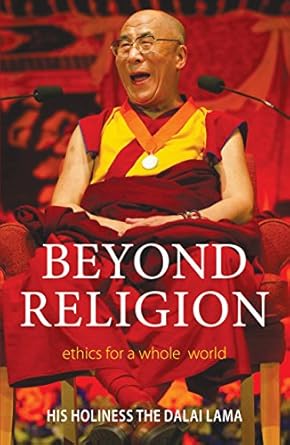 BEYOND
RELIGION
ethics for a whole world
HIS HOLINESS THE DALAI LAMA